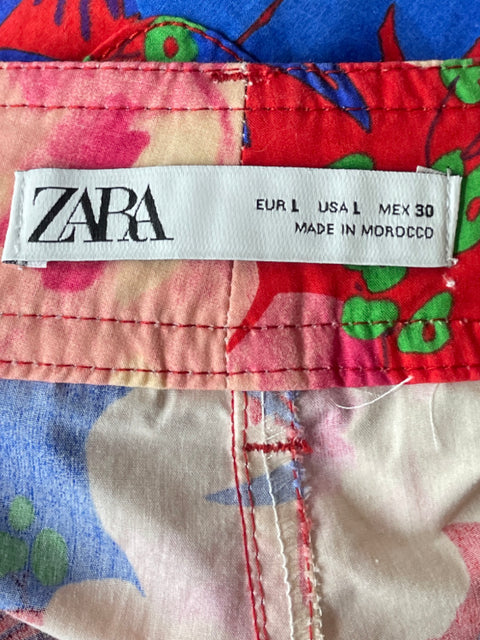 ZARA
EUR L USA L MEX 30
MADE IN MOROCCO